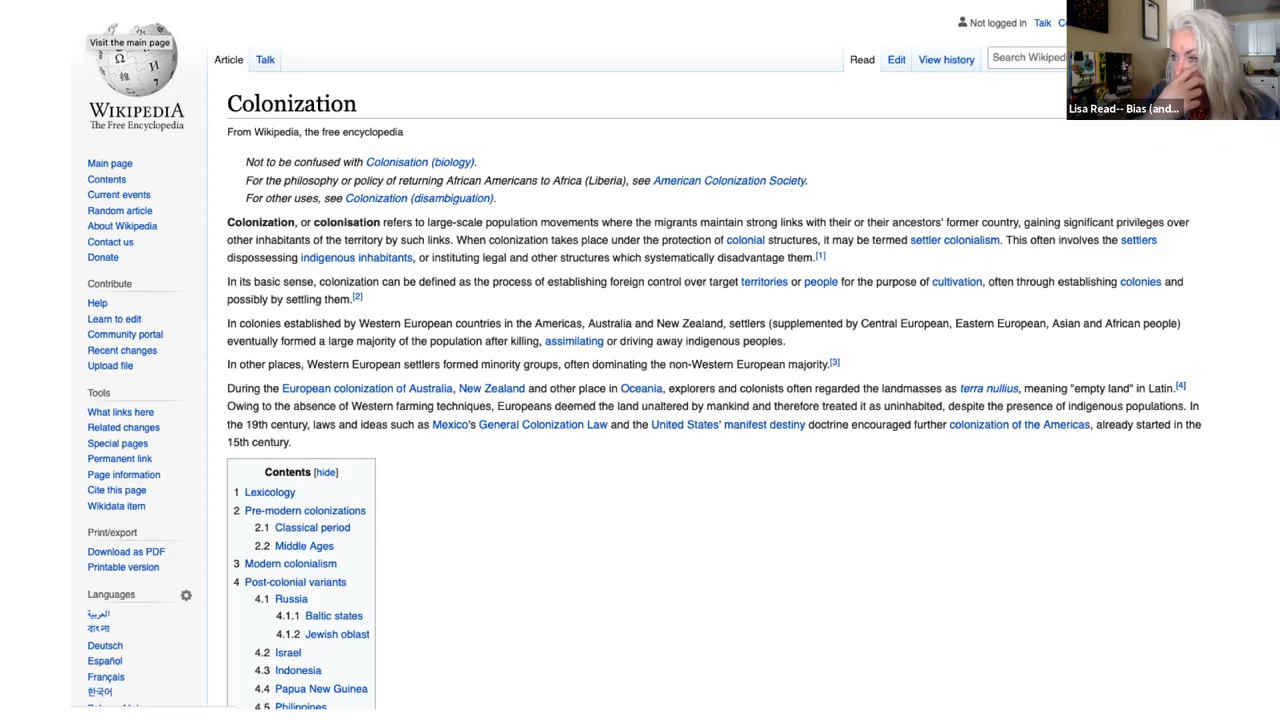 Not logged in Talk
Visit the main page
WIKIPEDIA
The Free Encyclopedia
Article Talk Read Edit View history Search Wikiped
Lisa Read-- Bias (and...
Colonization
From Wikipedia, the free encyclopedia
Main page
Contents
Current events
Random article
About Wikipedia
Contact us
Donate
Contribute
Help
Learn to edit
Community portal
Recent changes
Upload file
Tools
What links here
Related changes
Special pages
Permanent link
Page information
Cite this page
Wikidata item
Print/export
Download as PDF
Printable version
Languages
العربية
বাংলা
Deutsch
Español
Français
한국어
Not to be confused with Colonisation (biology).
For the philosophy or policy of returning African Americans to Africa (Liberia), see American Colonization Society.
For other uses, see Colonization (disambiguation).
Colonization, or colonisation refers to large-scale population movements where the migrants maintain strong links with their or their ancestors' former country, gaining significant privileges over
other inhabitants of the territory by such links. When colonization takes place under the protection of colonial structures, it may be termed settler colonialism. This often involves the settlers
dispossessing indigenous inhabitants, or instituting legal and other structures which systematically disadvantage them.[1]
In its basic sense, colonization can be defined as the process of establishing foreign control over target territories or people for the purpose of cultivation, often through establishing colonies and
possibly by settling them.[2]
In colonies established by Western European countries in the Americas, Australia and New Zealand, settlers (supplemented by Central European, Eastern European, Asian and African people)
eventually formed a large majority of the population after killing, assimilating or driving away indigenous peoples.
In other places, Western European settlers formed minority groups, often dominating the non-Western European majority.[3]
During the European colonization of Australia, New Zealand and other place in Oceania, explorers and colonists often regarded the landmasses as terra nullius, meaning "empty land" in Latin.[4]
Owing to the absence of Western farming techniques, Europeans deemed the land unaltered by mankind and therefore treated it as uninhabited, despite the presence of indigenous populations. In
the 19th century, laws and ideas such as Mexico's General Colonization Law and the United States' manifest destiny doctrine encouraged further colonization of the Americas, already started in the
15th century.
Contents [hide]
1 Lexicology
2 Pre-modern colonizations
2.1 Classical period
2.2 Middle Ages
3 Modern colonialism
4 Post-colonial variants
4.1 Russia
4.1.1 Baltic states
4.1.2 Jewish oblast
4.2 Israel
4.3 Indonesia
4.4 Papua New Guinea
4.5 Philippines